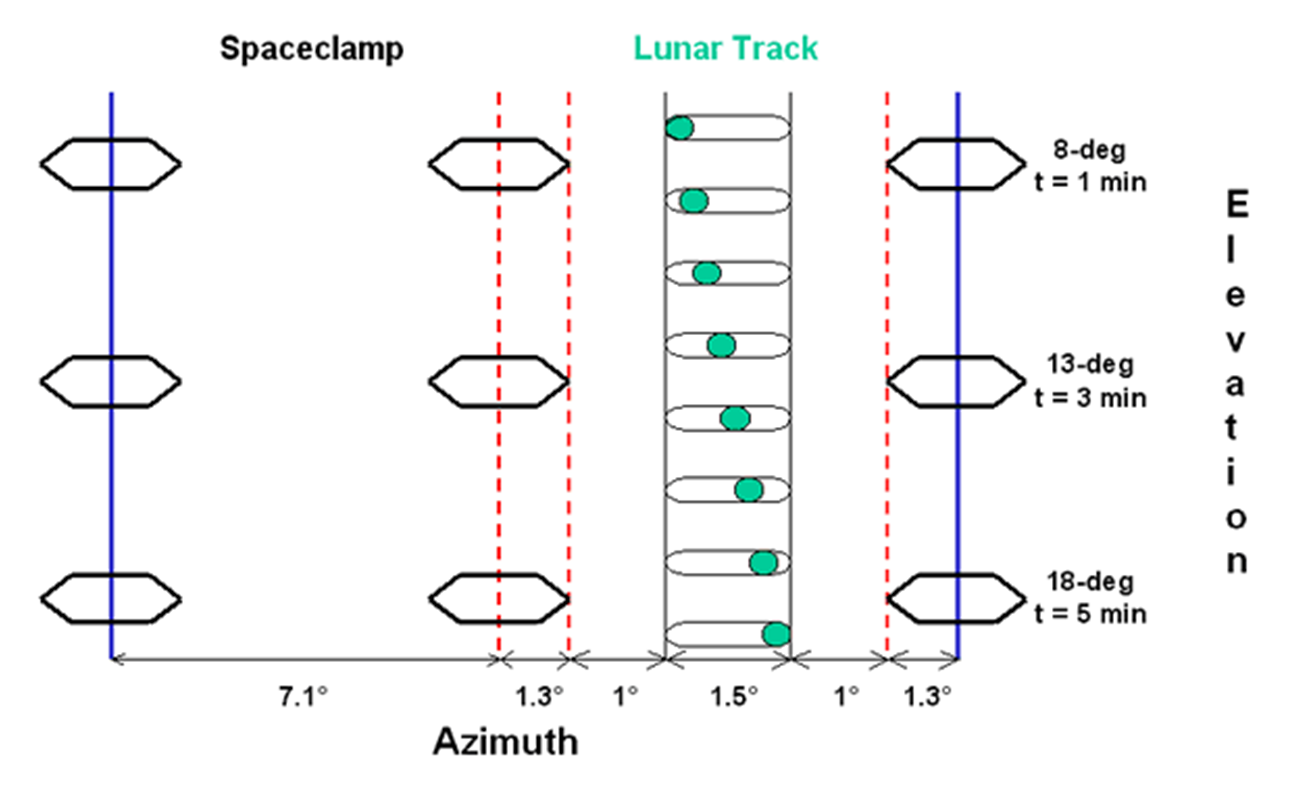 Spaceclamp
Lunar Track
8-deg
t = 1 min
13-deg
t = 3 min
18-deg
t = 5 min
Elevation
7.1°
1.3°
1°
1.5°
1°
1.3°
Azimuth